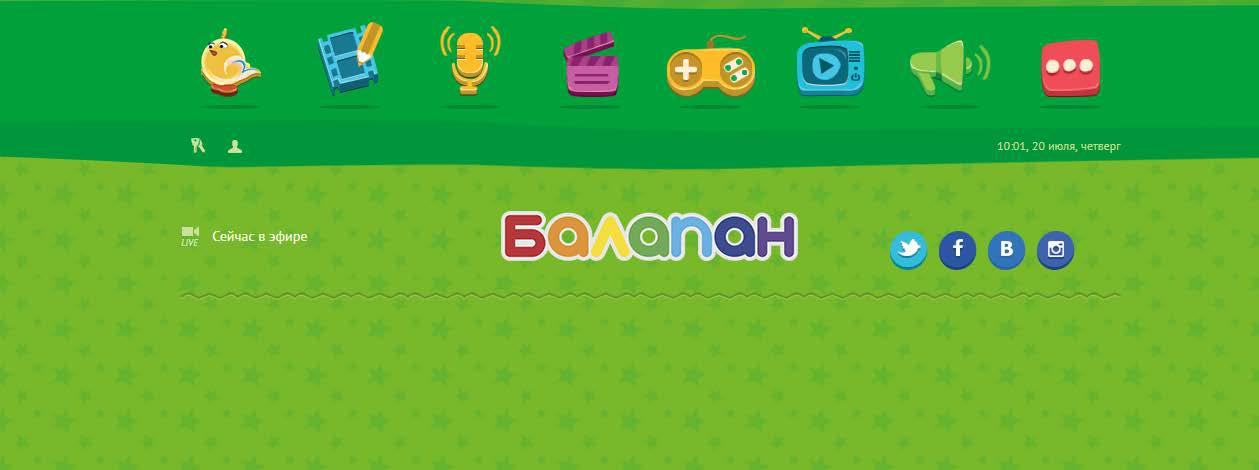 10:01, 20 июля, четверг
LIVE
Сейчас в эфире
Балапан